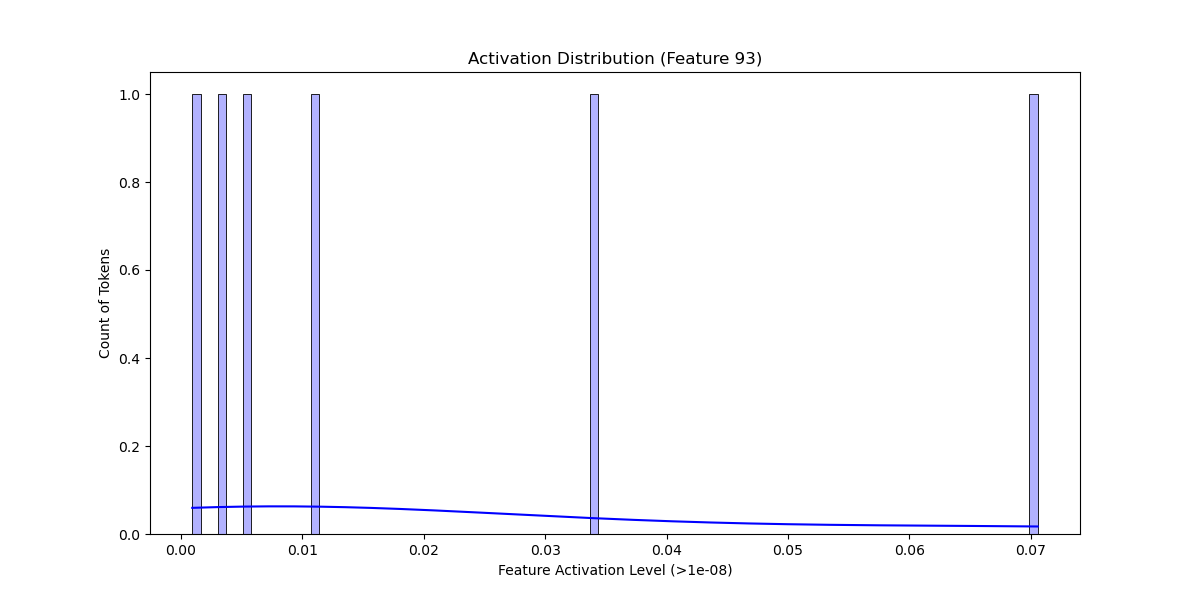 Activation Distribution (Feature 93)
1.0
0.8
0.6
0.4
0.2
0.0
Count of Tokens
0.00 0.01 0.02 0.03 0.04 0.05 0.06 0.07
Feature Activation Level (>1e-08)